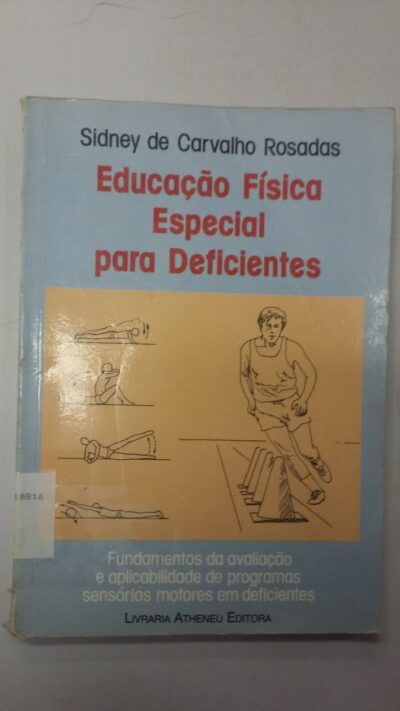 Sidney de Carvalho Rosadas
Educação Física
Especial
para Deficientes
10816
Fundamentos da avaliação
e aplicabilidade de programas
sensórios motores em deficientes
LIVRARIA ATHENEU EDITORA